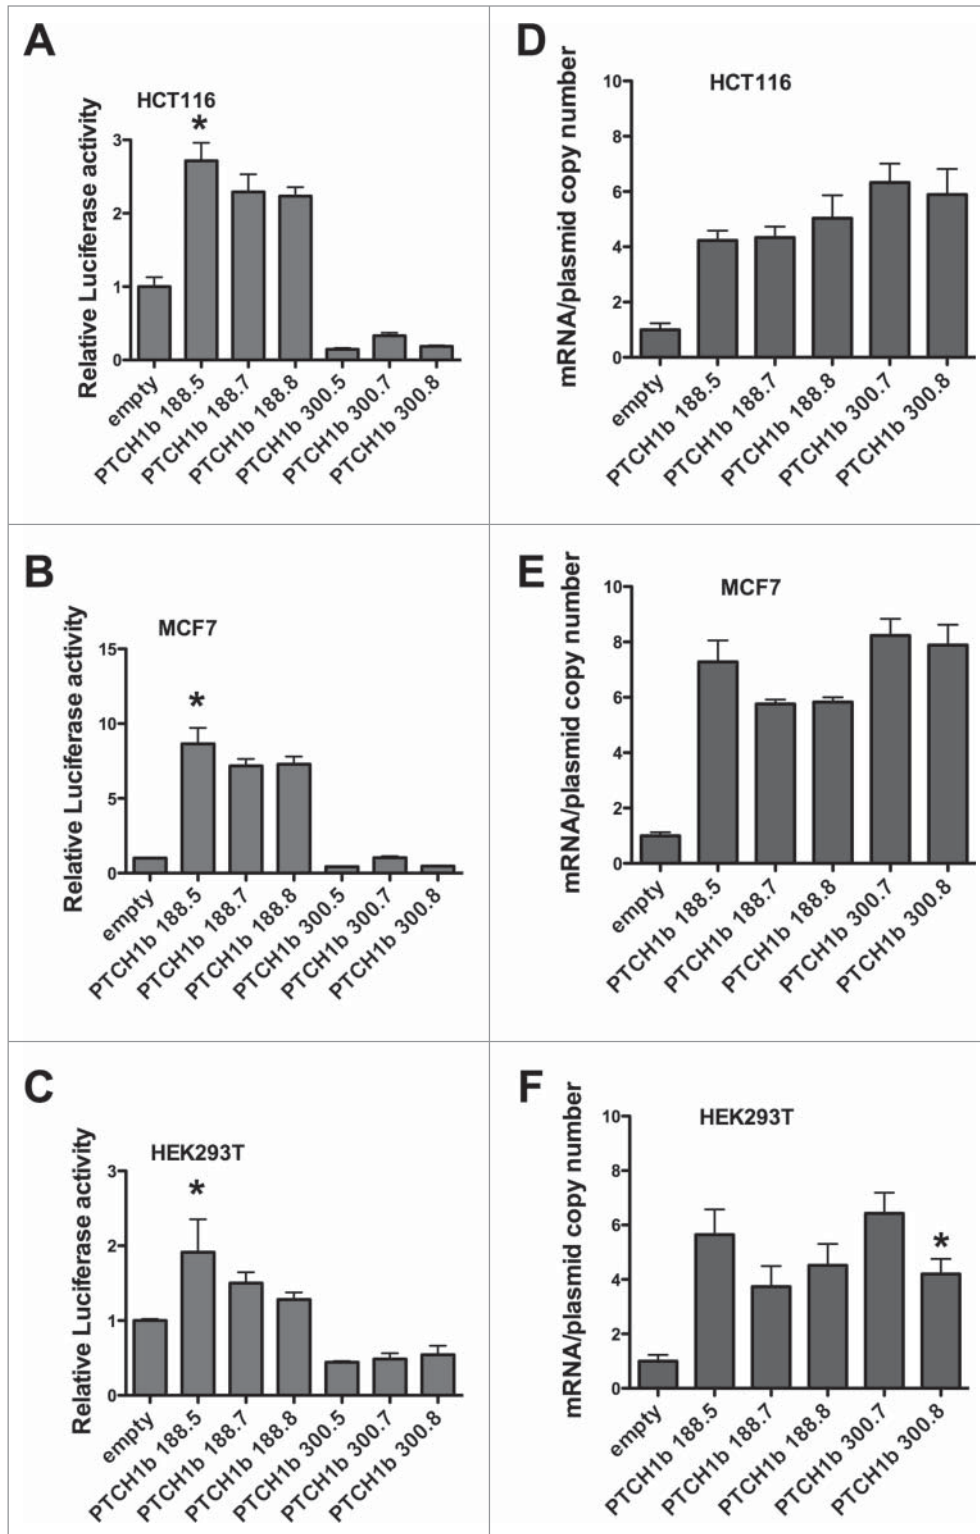 A
HCT116
*
Relative Luciferase activity
3
2
1
0
empty
PTCH1b 188.5
PTCH1b 188.7
PTCH1b 188.8
PTCH1b 300.5
PTCH1b 300.7
PTCH1b 300.8
D
HCT116
mRNA/plasmid copy number
10
8
6
4
2
0
empty
PTCH1b 188.5
PTCH1b 188.7
PTCH1b 188.8
PTCH1b 300.7
PTCH1b 300.8
B
MCF7
*
Relative Luciferase activity
15
10
5
0
empty
PTCH1b 188.5
PTCH1b 188.7
PTCH1b 188.8
PTCH1b 300.5
PTCH1b 300.7
PTCH1b 300.8
E
MCF7
mRNA/plasmid copy number
10
8
6
4
2
0
empty
PTCH1b 188.5
PTCH1b 188.7
PTCH1b 188.8
PTCH1b 300.7
PTCH1b 300.8
C
HEK293T
*
Relative Luciferase activity
3
2
1
0
empty
PTCH1b 188.5
PTCH1b 188.7
PTCH1b 188.8
PTCH1b 300.5
PTCH1b 300.7
PTCH1b 300.8
F
HEK293T
*
mRNA/plasmid copy number
10
8
6
4
2
0
empty
PTCH1b 188.5
PTCH1b 188.7
PTCH1b 188.8
PTCH1b 300.7
PTCH1b 300.8